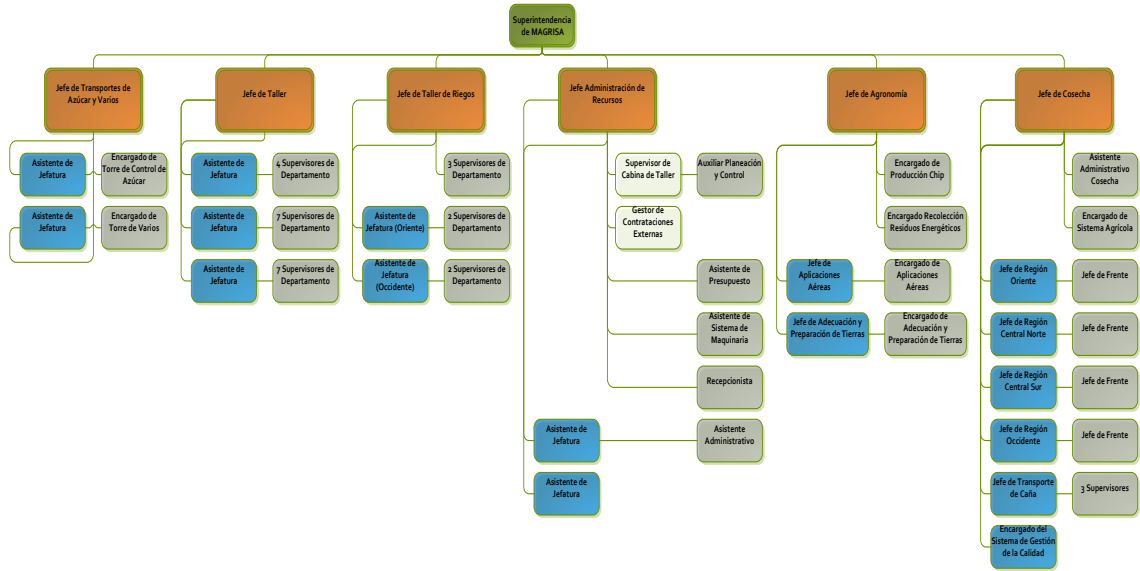 Superintendencia
de MAGRISA
Jefe de Transportes de
Azúcar y Varios
Jefe de Taller
Jefe de Taller de Riegos
Jefe Administración de
Recursos
Jefe de Agronomía
Jefe de Cosecha
Asistente de
Jefatura
Encargado de
Torre de Control de
Azúcar
Asistente de
Jefatura
Encargado de
Torre de Varios
Asistente de
Jefatura
4 Supervisores de
Departamento
Asistente de
Jefatura
7 Supervisores de
Departamento
Asistente de
Jefatura
7 Supervisores de
Departamento
3 Supervisores de
Departamento
Asistente de
Jefatura (Oriente)
2 Supervisores de
Departamento
Asistente de
Jefatura
(Occidente)
2 Supervisores de
Departamento
Supervisor de
Cabina de Taller
Auxiliar Planeación
y Control
Gestor de
Contrataciones
Externas
Asistente de
Presupuesto
Asistente de
Sistema de
Maquinaria
Recepcionista
Asistente de
Jefatura
Asistente
Administrativo
Asistente de
Jefatura
Encargado de
Producción Chip
Encargado Recolección
Residuos Energéticos
Jefe de
Aplicaciones
Aéreas
Encargado de
Aplicaciones
Aéreas
Jefe de Adecuación y
Preparación de Tierras
Encargado de
Adecuación y
Preparación de Tierras
Asistente
Administrativo
Cosecha
Encargado de
Sistema Agrícola
Jefe de Región
Oriente
Jefe de Frente
Jefe de Región
Central Norte
Jefe de Frente
Jefe de Región
Central Sur
Jefe de Frente
Jefe de Región
Occidente
Jefe de Frente
Jefe de Transporte
de Caña
3 Supervisores
Encargado del
Sistema de Gestión
de la Calidad